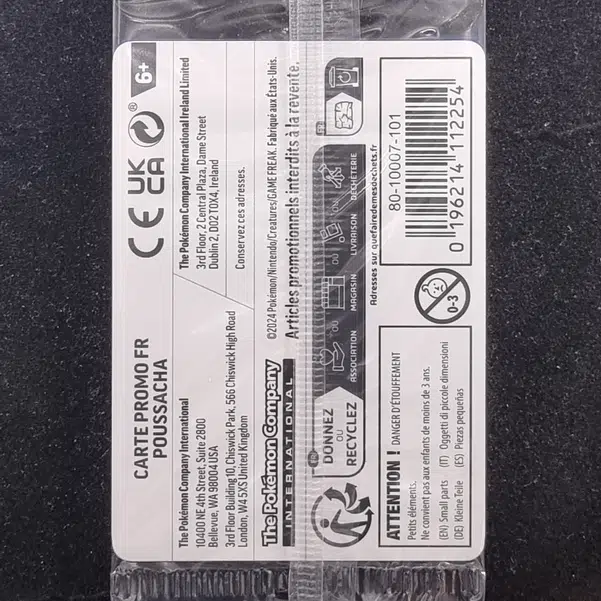 CARTE PROMO FR
POUSSACHA
CE UK
CA
®
6+
The Pokémon Company International
10400 NE 4th Street, Suite 2800
Bellevue, WA 98004 USA
3rd Floor Building 10, Chiswick Park, 566 Chiswick High Road
London, W4 5XS United Kingdom
The Pokémon Company International Ireland Limited
3rd Floor, 2 Central Plaza, Dame Street
Dublin 2, D02 T0X4, Ireland
Conservez ces adresses.
The Pokémon Company
INTERNATIONAL
©2024 Pokémon/Nintendo/Creatures/GAME FREAK. Fabriqué aux États-Unis.
Articles promotionnels interdits à la revente.
FR
DONNEZ
OU
RECYCLEZ
ASSOCIATION
OU
MAGASIN
OU
LIVRAISON
OU
DÉCHÈTERIE
FR
Adresses sur quefairedemesdechets.fr
ATTENTION ! DANGER D'ÉTOUFFEMENT
Petits éléments.
Ne convient pas aux enfants de moins de 3 ans.
(EN) Small parts (IT) Oggetti di piccole dimensioni
(DE) Kleine Teile (ES) Piezas pequeñas
0-3
80-10007-101
0 196214 112254